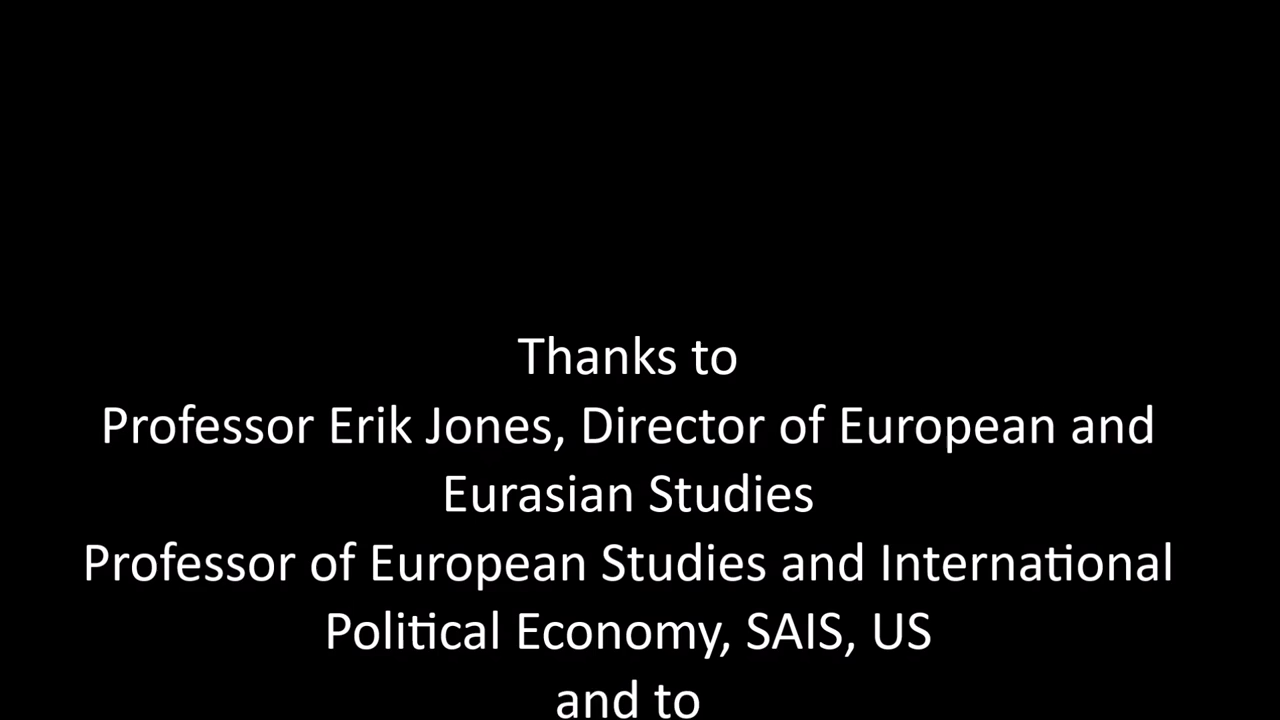 Thanks to
Professor Erik Jones, Director of European and
Eurasian Studies
Professor of European Studies and International
Political Economy, SAIS, US
and to